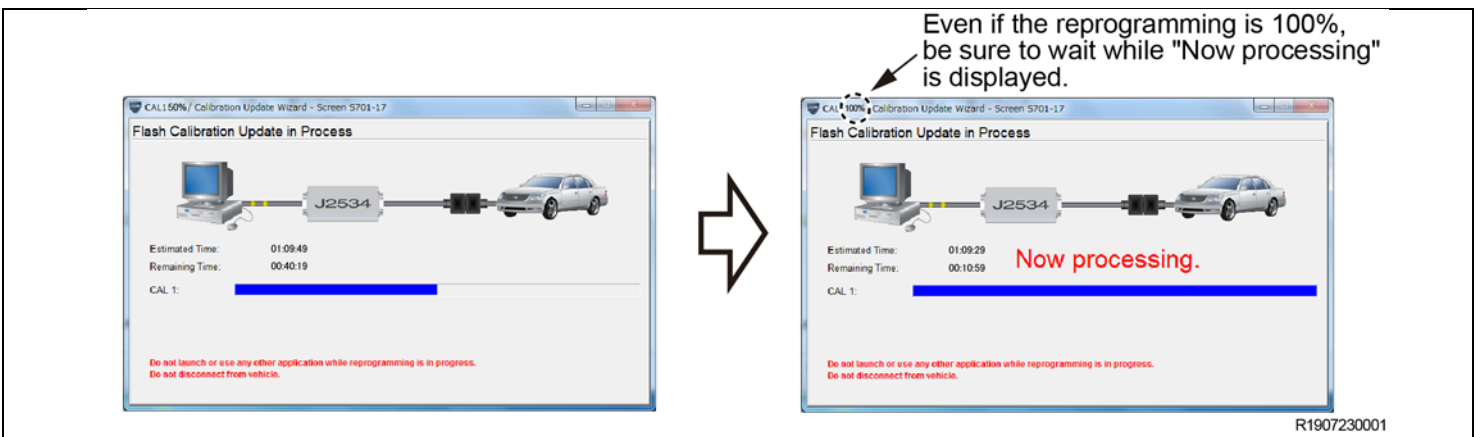 Even if the reprogramming is 100%,
be sure to wait while "Now processing"
is displayed.
CAL150% / Calibration Update Wizard - Screen S701-17
Flash Calibration Update in Process
J2534
Estimated Time: 01:09:49
Remaining Time: 00:40:19
CAL 1:
Do not launch or use any other application while reprogramming is in progress.
Do not disconnect from vehicle.
CAL 100% Calibration Update Wizard - Screen S701-17
Flash Calibration Update in Process
J2534
Estimated Time: 01:09:29
Remaining Time: 00:10:59
Now processing.
CAL 1:
Do not launch or use any other application while reprogramming is in progress.
Do not disconnect from vehicle.
R1907230001